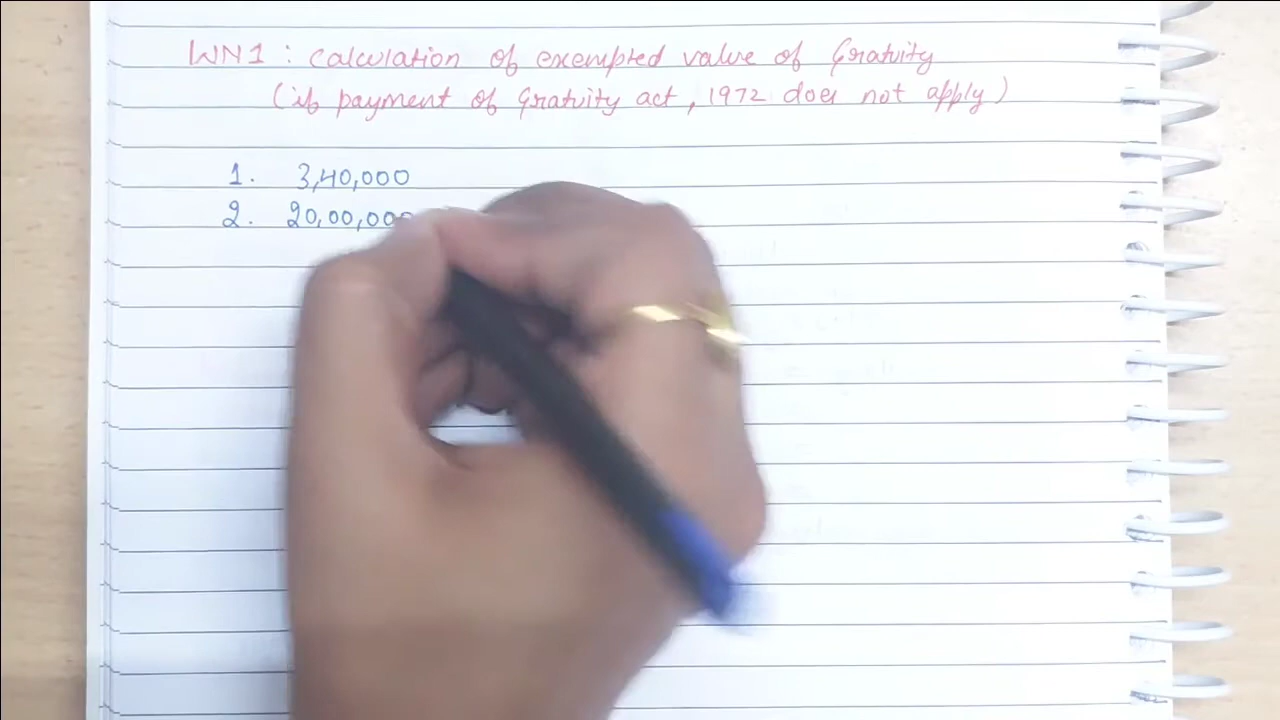 WN1 : Calculation of exempted value of Gratuity
(if payment of Gratuity act, 1972 does not apply)
1. 3,40,000
2. 20,00,000